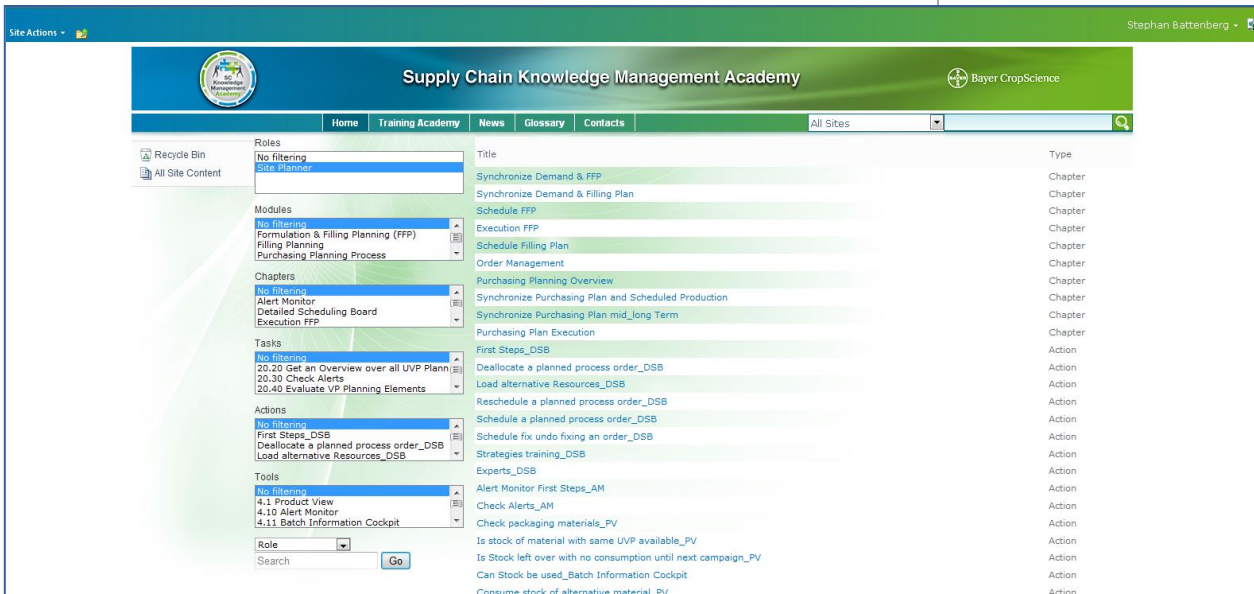 Site Actions
Stephan Battenberg
SC
Knowledge
Management
Academy
Supply Chain Knowledge Management Academy
BAYER
Bayer CropScience
Home Training Academy News Glossary Contacts
All Sites
Recycle Bin
All Site Content
Roles
No filtering
Site Planner
Modules
No filtering
Formulation & Filling Planning (FFP)
Filling Planning
Purchasing Planning Process
Chapters
No filtering
Alert Monitor
Detailed Scheduling Board
Execution FFP
Tasks
No filtering
20.20 Get an Overview over all UVP Plann
20.30 Check Alerts
20.40 Evaluate VP Planning Elements
Actions
No filtering
First Steps_DSB
Deallocate a planned process order_DSB
Load alternative Resources_DSB
Tools
No filtering
4.1 Product View
4.10 Alert Monitor
4.11 Batch Information Cockpit
Role
Search Go
Title Type
Synchronize Demand & FFP Chapter
Synchronize Demand & Filling Plan Chapter
Schedule FFP Chapter
Execution FFP Chapter
Schedule Filling Plan Chapter
Order Management Chapter
Purchasing Planning Overview Chapter
Synchronize Purchasing Plan and Scheduled Production Chapter
Synchronize Purchasing Plan mid_long Term Chapter
Purchasing Plan Execution Chapter
First Steps_DSB Action
Deallocate a planned process order_DSB Action
Load alternative Resources_DSB Action
Reschedule a planned process order_DSB Action
Schedule a planned process order_DSB Action
Schedule fix undo fixing an order_DSB Action
Strategies training_DSB Action
Experts_DSB Action
Alert Monitor First Steps_AM Action
Check Alerts_AM Action
Check packaging materials_PV Action
Is stock of material with same UVP available_PV Action
Is Stock left over with no consumption until next campaign_PV Action
Can Stock be used_Batch Information Cockpit Action
Consume stock of alternative material_PV Action